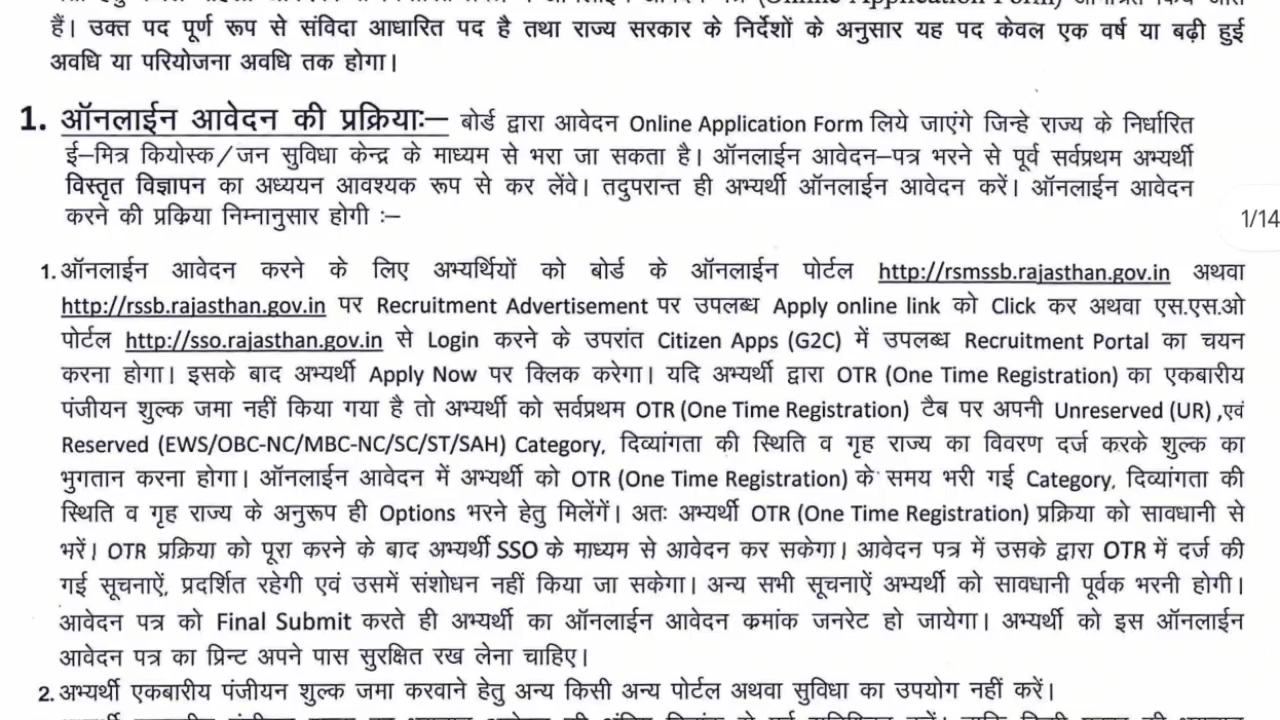 (Online Application Form)
हैं। उक्त पद पूर्ण रूप से संविदा आधारित पद है तथा राज्य सरकार के निर्देशों के अनुसार यह पद केवल एक वर्ष या बढ़ी हुई
अवधि या परियोजना अवधि तक होगा।
1. ऑनलाईन आवेदन की प्रक्रियाः– बोर्ड द्वारा आवेदन Online Application Form लिये जाएंगे जिन्हे राज्य के निर्धारित
ई–मित्र कियोस्क/जन सुविधा केन्द्र के माध्यम से भरा जा सकता है। ऑनलाईन आवेदन–पत्र भरने से पूर्व सर्वप्रथम अभ्यर्थी
विस्तृत विज्ञापन का अध्ययन आवश्यक रूप से कर लेंवे। तदुपरान्त ही अभ्यर्थी ऑनलाईन आवेदन करें। ऑनलाईन आवेदन
करने की प्रक्रिया निम्नानुसार होगी :–
1/14
1. ऑनलाईन आवेदन करने के लिए अभ्यर्थियों को बोर्ड के ऑनलाईन पोर्टल http://rsmssb.rajasthan.gov.in अथवा
http://rssb.rajasthan.gov.in पर Recruitment Advertisement पर उपलब्ध Apply online link को Click कर अथवा एस.एस.ओ
पोर्टल http://sso.rajasthan.gov.in से Login करने के उपरांत Citizen Apps (G2C) में उपलब्ध Recruitment Portal का चयन
करना होगा। इसके बाद अभ्यर्थी Apply Now पर क्लिक करेगा। यदि अभ्यर्थी द्वारा OTR (One Time Registration) का एकबारीय
पंजीयन शुल्क जमा नहीं किया गया है तो अभ्यर्थी को सर्वप्रथम OTR (One Time Registration) टैब पर अपनी Unreserved (UR) ,एवं
Reserved (EWS/OBC-NC/MBC-NC/SC/ST/SAH) Category, दिव्यांगता की स्थिति व गृह राज्य का विवरण दर्ज करके शुल्क का
भुगतान करना होगा। ऑनलाईन आवेदन में अभ्यर्थी को OTR (One Time Registration) के समय भरी गई Category, दिव्यांगता की
स्थिति व गृह राज्य के अनुरूप ही Options भरने हेतु मिलेंगें। अतः अभ्यर्थी OTR (One Time Registration) प्रक्रिया को सावधानी से
भरें। OTR प्रक्रिया को पूरा करने के बाद अभ्यर्थी SSO के माध्यम से आवेदन कर सकेगा। आवेदन पत्र में उसके द्वारा OTR में दर्ज की
गई सूचनाऐं, प्रदर्शित रहेगी एवं उसमें संशोधन नहीं किया जा सकेगा। अन्य सभी सूचनाऐं अभ्यर्थी को सावधानी पूर्वक भरनी होगी।
आवेदन पत्र को Final Submit करते ही अभ्यर्थी का ऑनलाईन आवेदन क्रमांक जनरेट हो जायेगा। अभ्यर्थी को इस ऑनलाईन
आवेदन पत्र का प्रिन्ट अपने पास सुरक्षित रख लेना चाहिए।
2. अभ्यर्थी एकबारीय पंजीयन शुल्क जमा करवाने हेतु अन्य किसी अन्य पोर्टल अथवा सुविधा का उपयोग नहीं करें।